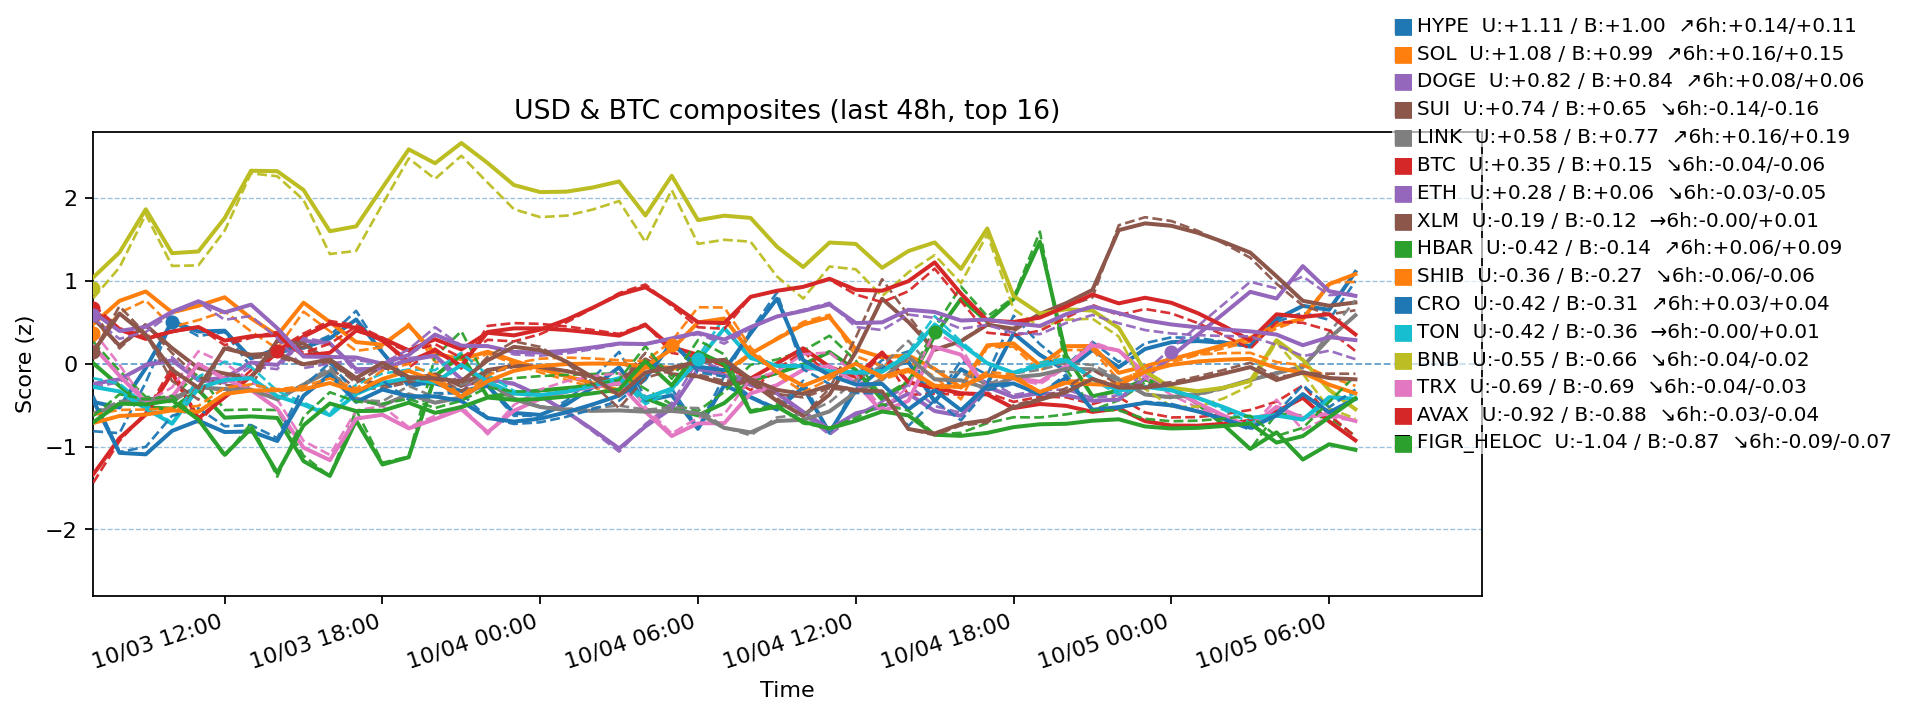 HYPE U:+1.11 / B:+1.00 ↗6h:+0.14/+0.11
SOL U:+1.08 / B:+0.99 ↗6h:+0.16/+0.15
DOGE U:+0.82 / B:+0.84 ↗6h:+0.08/+0.06
SUI U:+0.74 / B:+0.65 ↘6h:-0.14/-0.16
LINK U:+0.58 / B:+0.77 ↗6h:+0.16/+0.19
BTC U:+0.35 / B:+0.15 ↘6h:-0.04/-0.06
ETH U:+0.28 / B:+0.06 ↘6h:-0.03/-0.05
XLM U:-0.19 / B:-0.12 →6h:-0.00/+0.01
HBAR U:-0.42 / B:-0.14 ↗6h:+0.06/+0.09
SHIB U:-0.36 / B:-0.27 ↘6h:-0.06/-0.06
CRO U:-0.42 / B:-0.31 ↗6h:+0.03/+0.04
TON U:-0.42 / B:-0.36 →6h:-0.00/+0.01
BNB U:-0.55 / B:-0.66 ↘6h:-0.04/-0.02
TRX U:-0.69 / B:-0.69 ↘6h:-0.04/-0.03
AVAX U:-0.92 / B:-0.88 ↘6h:-0.03/-0.04
FIGR_HELOC U:-1.04 / B:-0.87 ↘6h:-0.09/-0.07
USD & BTC composites (last 48h, top 16)
Score (z)
2
1
0
−1
−2
10/03 12:00
10/03 18:00
10/04 00:00
10/04 06:00
10/04 12:00
10/04 18:00
10/05 00:00
10/05 06:00
Time